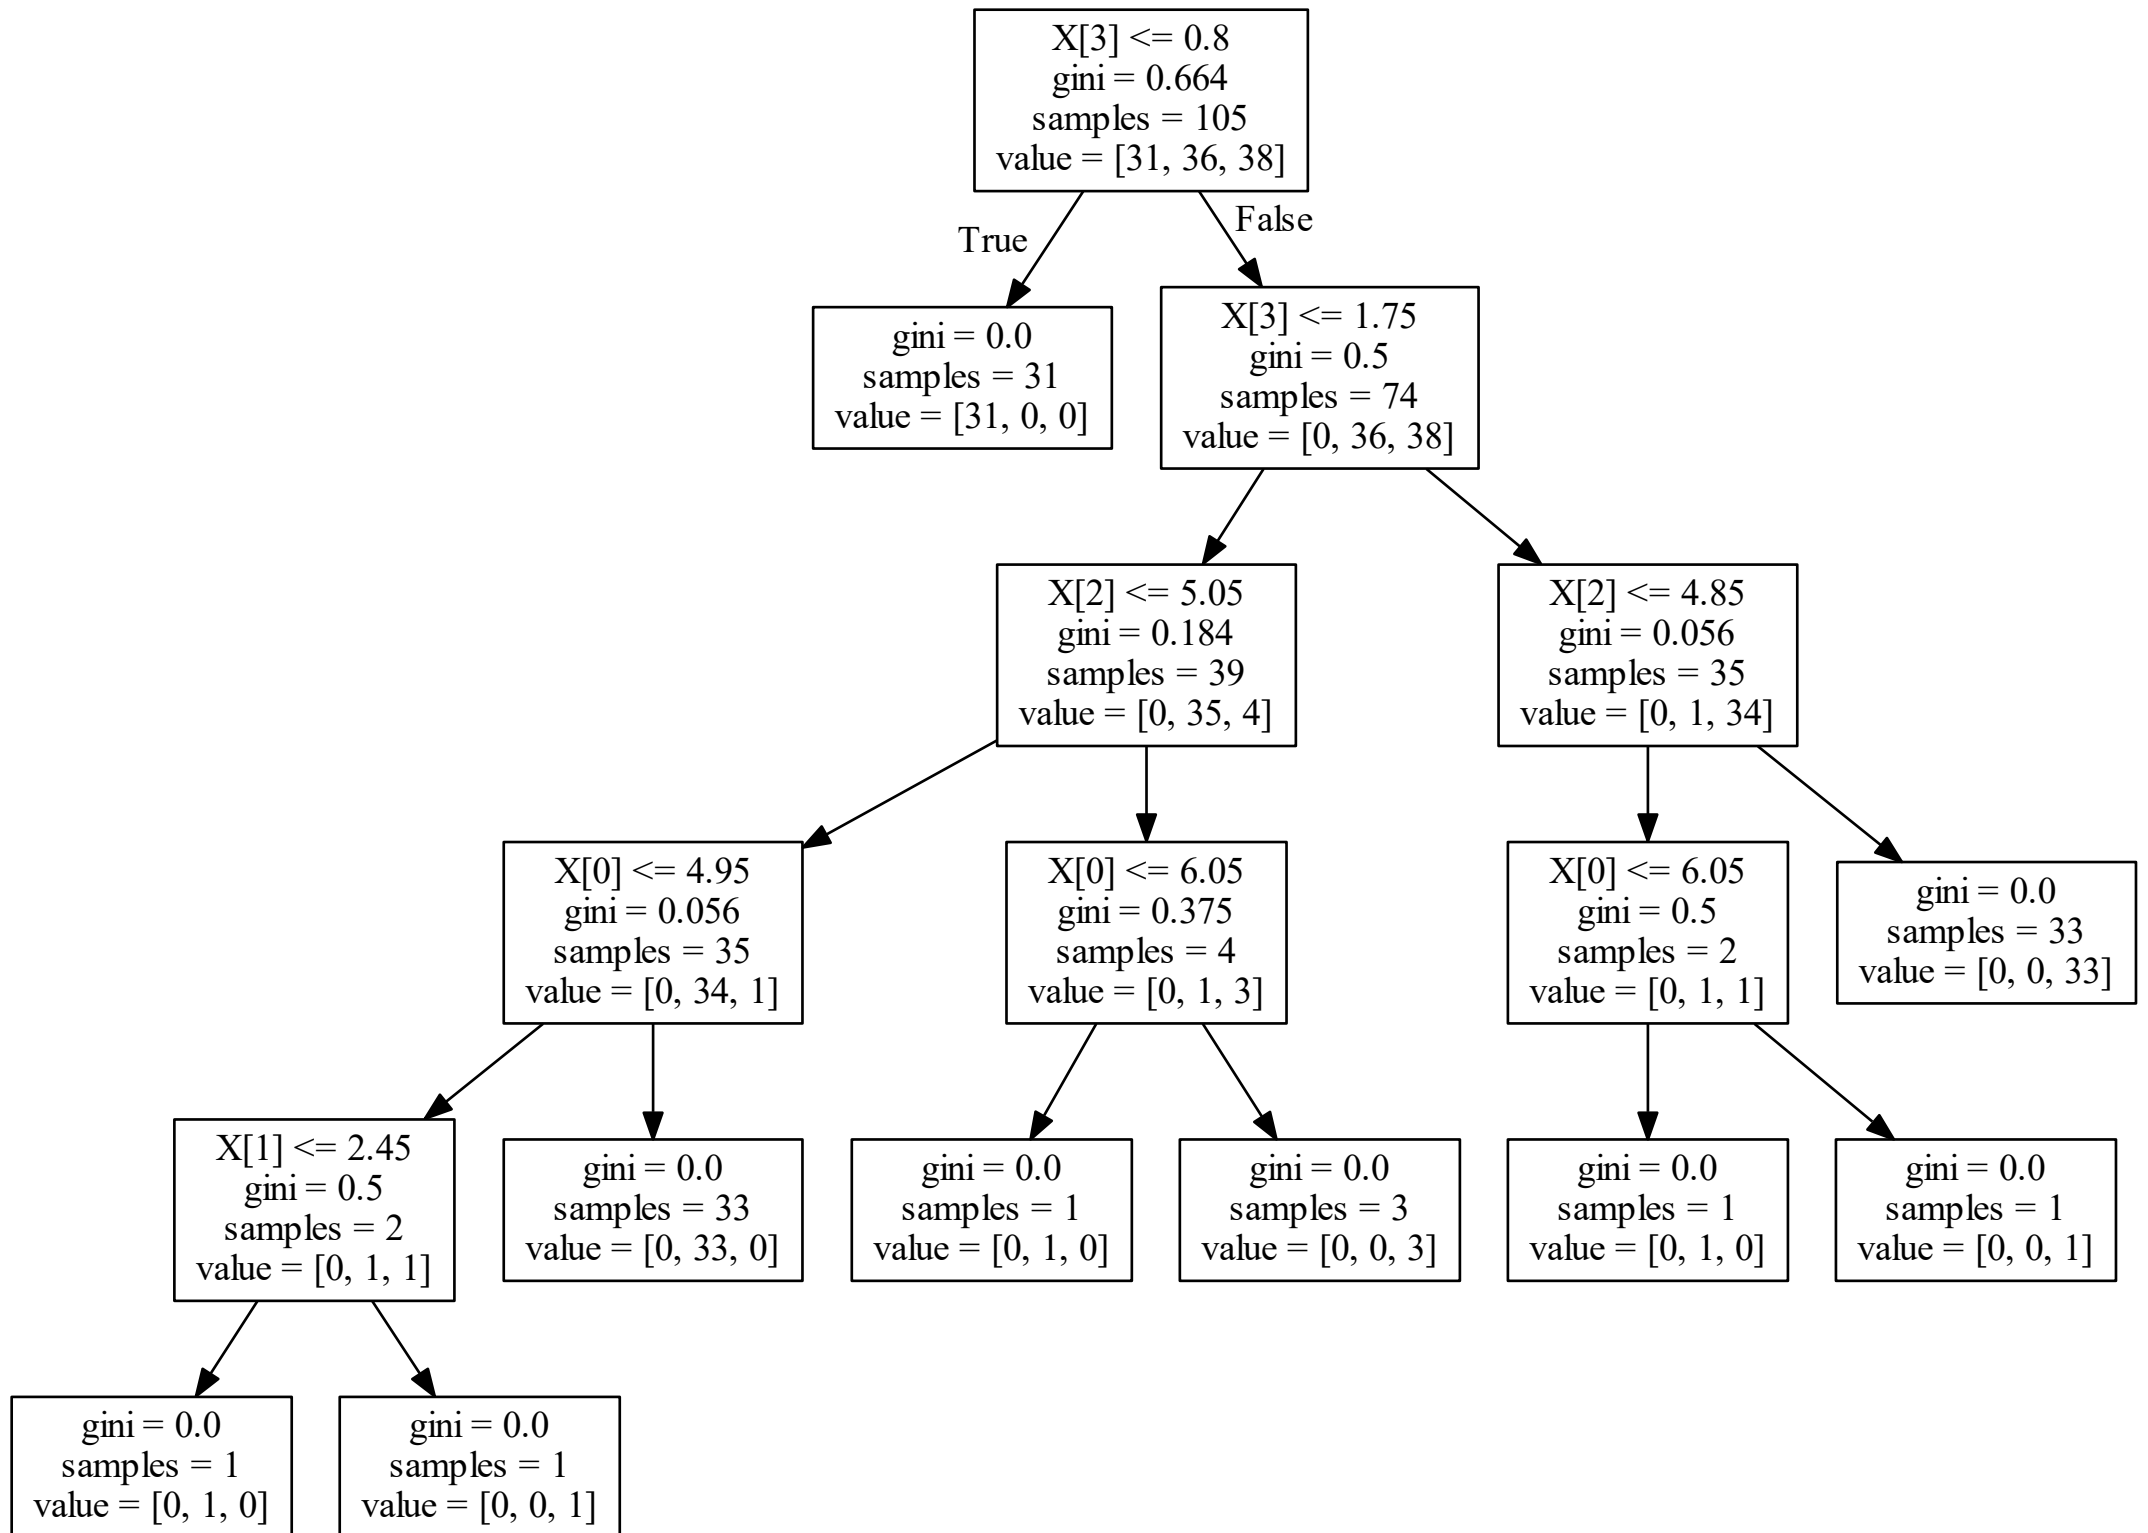 X[3] <= 0.8
gini = 0.664
samples = 105
value = [31, 36, 38]
True
False
gini = 0.0
samples = 31
value = [31, 0, 0]
X[3] <= 1.75
gini = 0.5
samples = 74
value = [0, 36, 38]
X[2] <= 5.05
gini = 0.184
samples = 39
value = [0, 35, 4]
X[2] <= 4.85
gini = 0.056
samples = 35
value = [0, 1, 34]
X[0] <= 4.95
gini = 0.056
samples = 35
value = [0, 34, 1]
X[0] <= 6.05
gini = 0.375
samples = 4
value = [0, 1, 3]
X[0] <= 6.05
gini = 0.5
samples = 2
value = [0, 1, 1]
gini = 0.0
samples = 33
value = [0, 0, 33]
X[1] <= 2.45
gini = 0.5
samples = 2
value = [0, 1, 1]
gini = 0.0
samples = 33
value = [0, 33, 0]
gini = 0.0
samples = 1
value = [0, 1, 0]
gini = 0.0
samples = 3
value = [0, 0, 3]
gini = 0.0
samples = 1
value = [0, 1, 0]
gini = 0.0
samples = 1
value = [0, 0, 1]
gini = 0.0
samples = 1
value = [0, 1, 0]
gini = 0.0
samples = 1
value = [0, 0, 1]